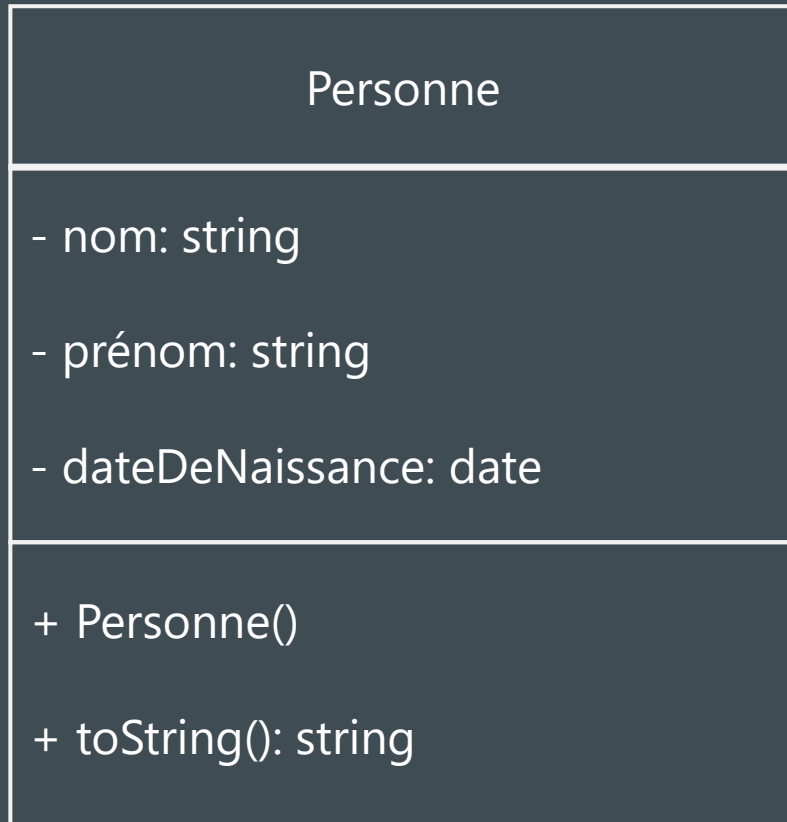 Personne
- nom: string
- prénom: string
- dateDeNaissance: date
+ Personne()
+ toString(): string